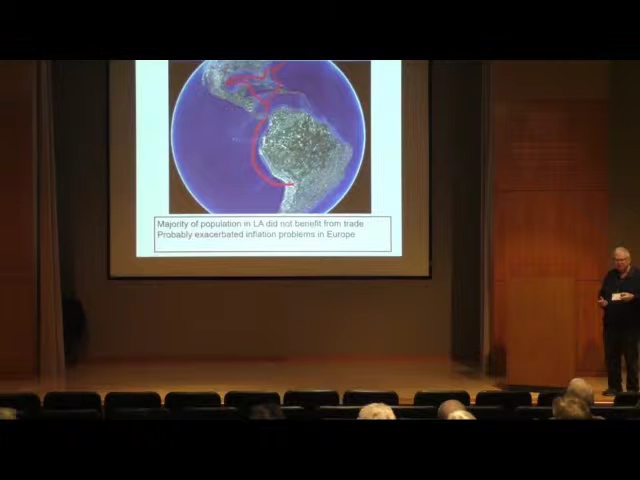 Majority of population in LA did not benefit from trade
Probably exacerbated inflation problems in Europe